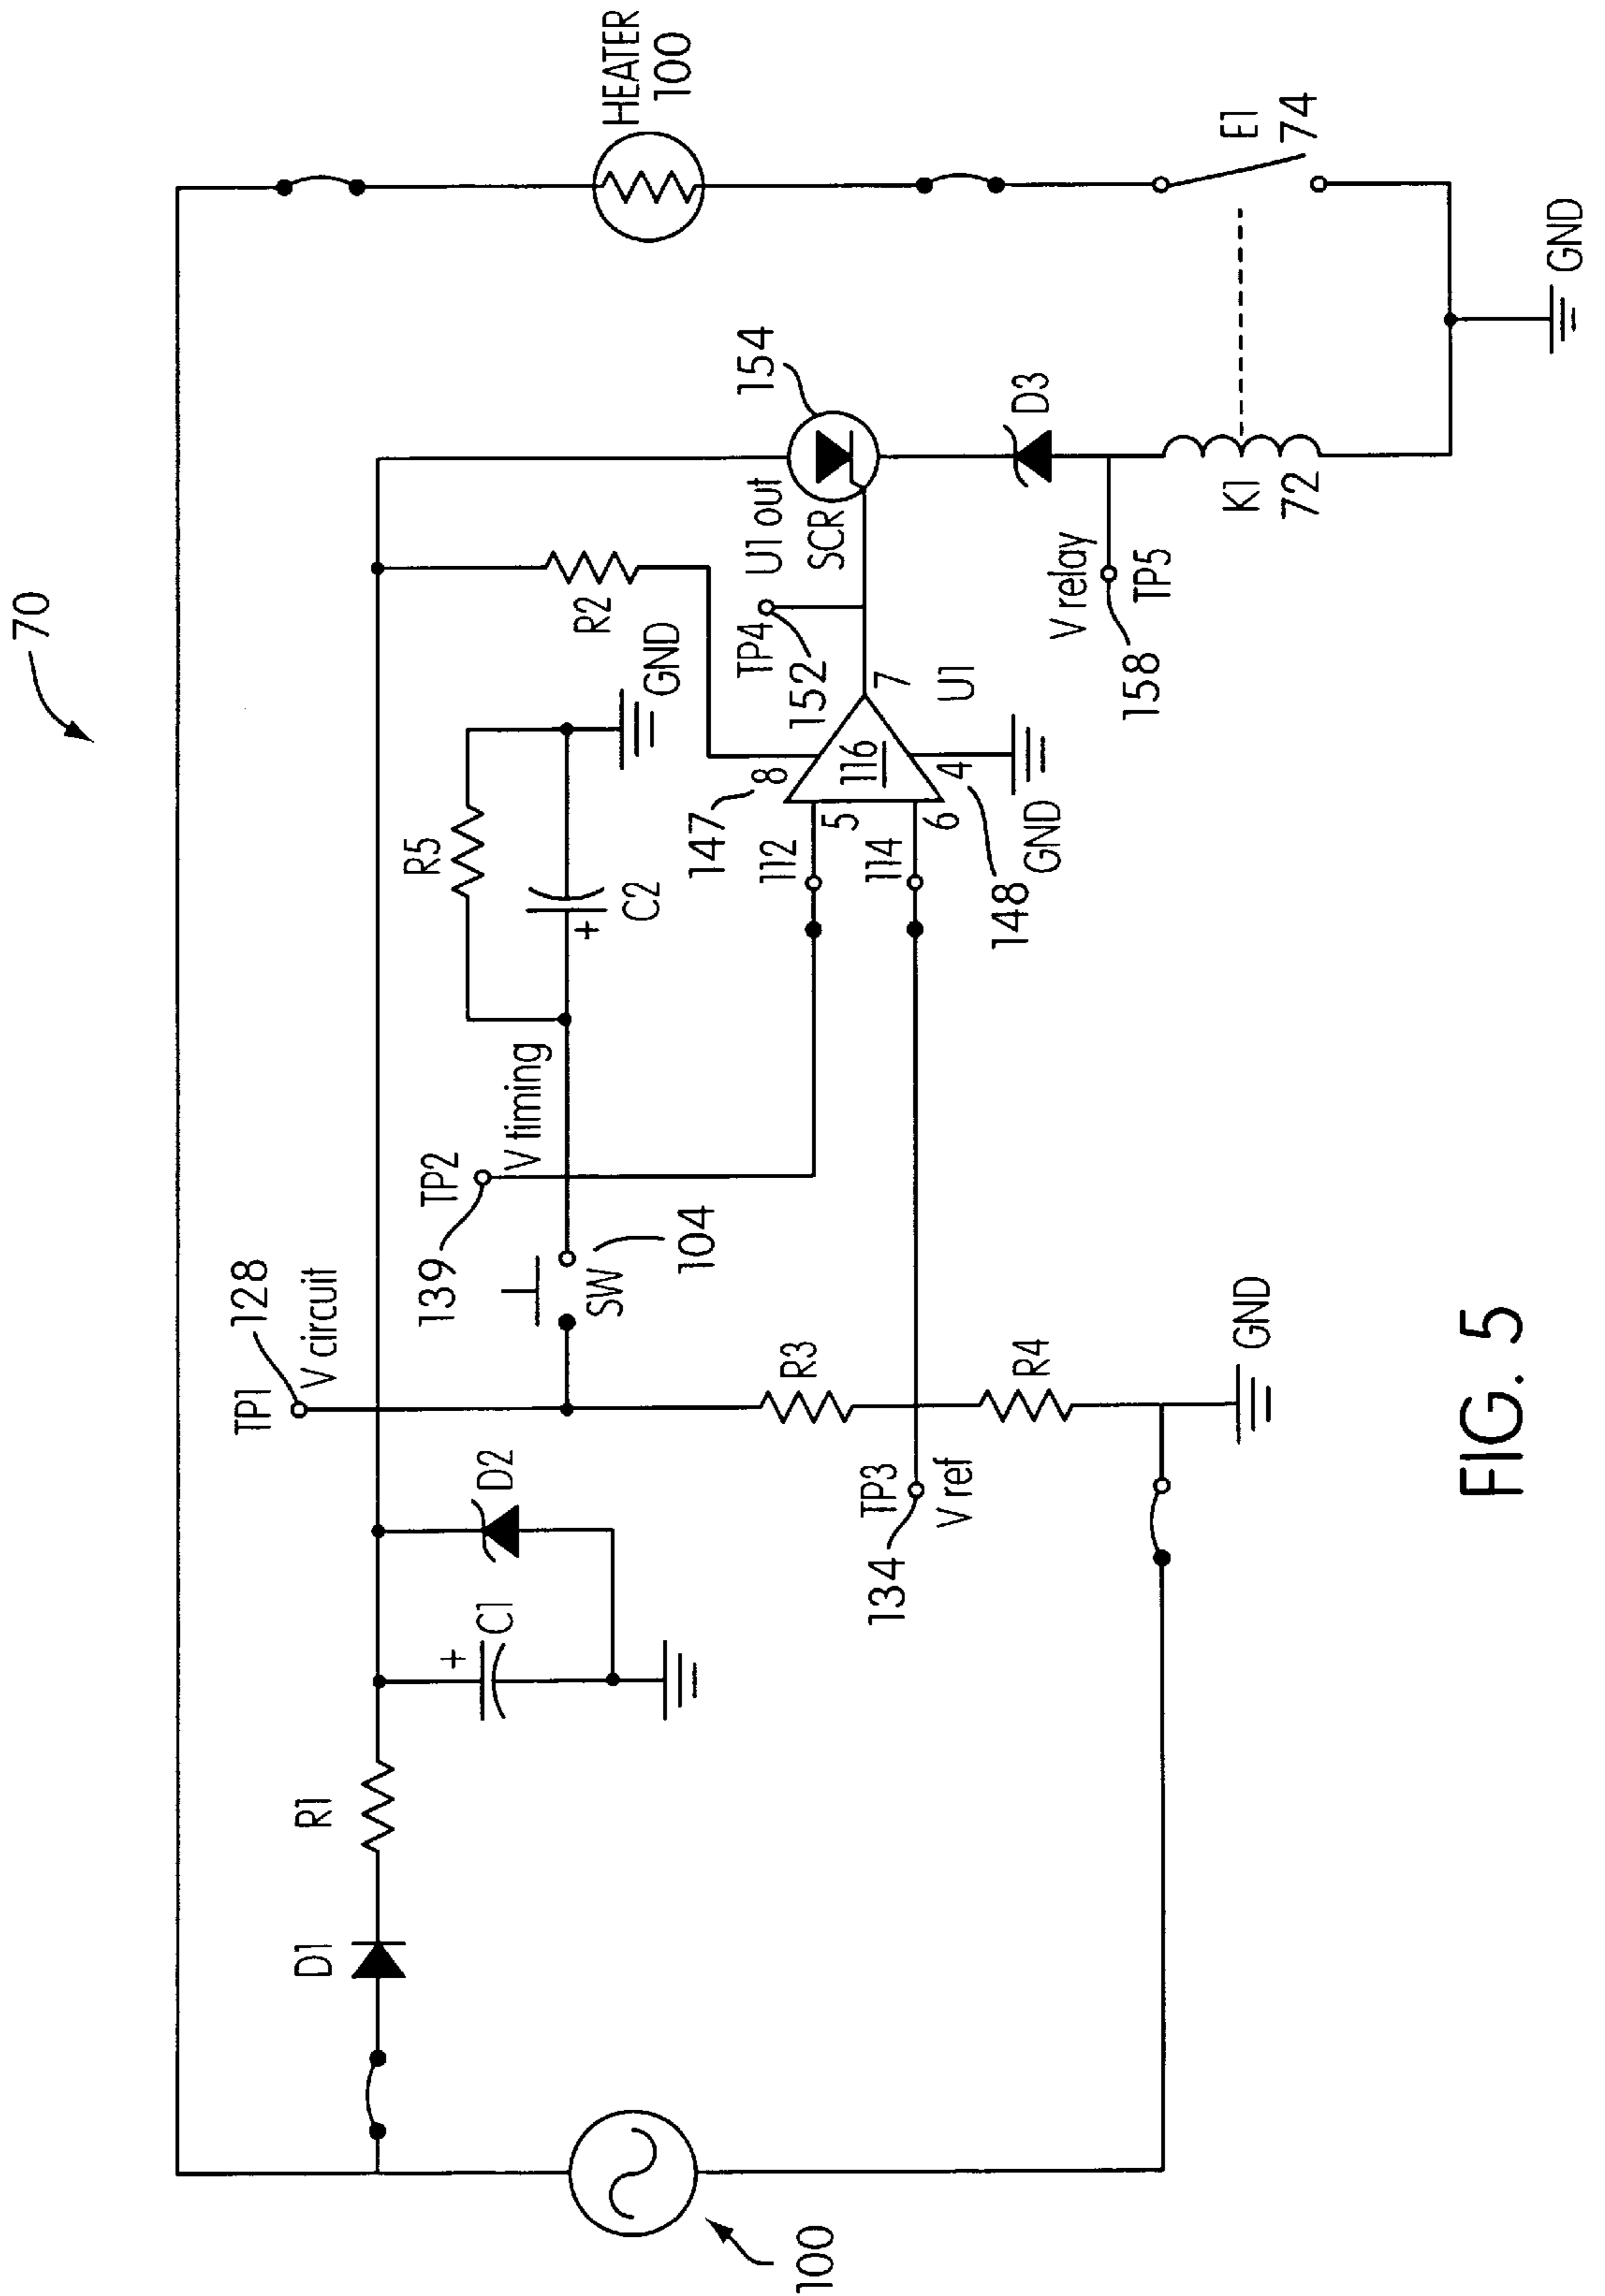 70
HEATER
100
E1
74
GND
154
D3
K1
72
U1 out
SCR
V relay
TP5
158
R2
TP4
152
GND
7
U1
R5
C2
+
147
8
116
4
5
6
112
114
148
GND
V timing
TP2
139
104
SW
128
TP1
V circuit
R3
R4
GND
D2
TP3
V ref
134
C1
+
R1
D1
100
FIG. 5